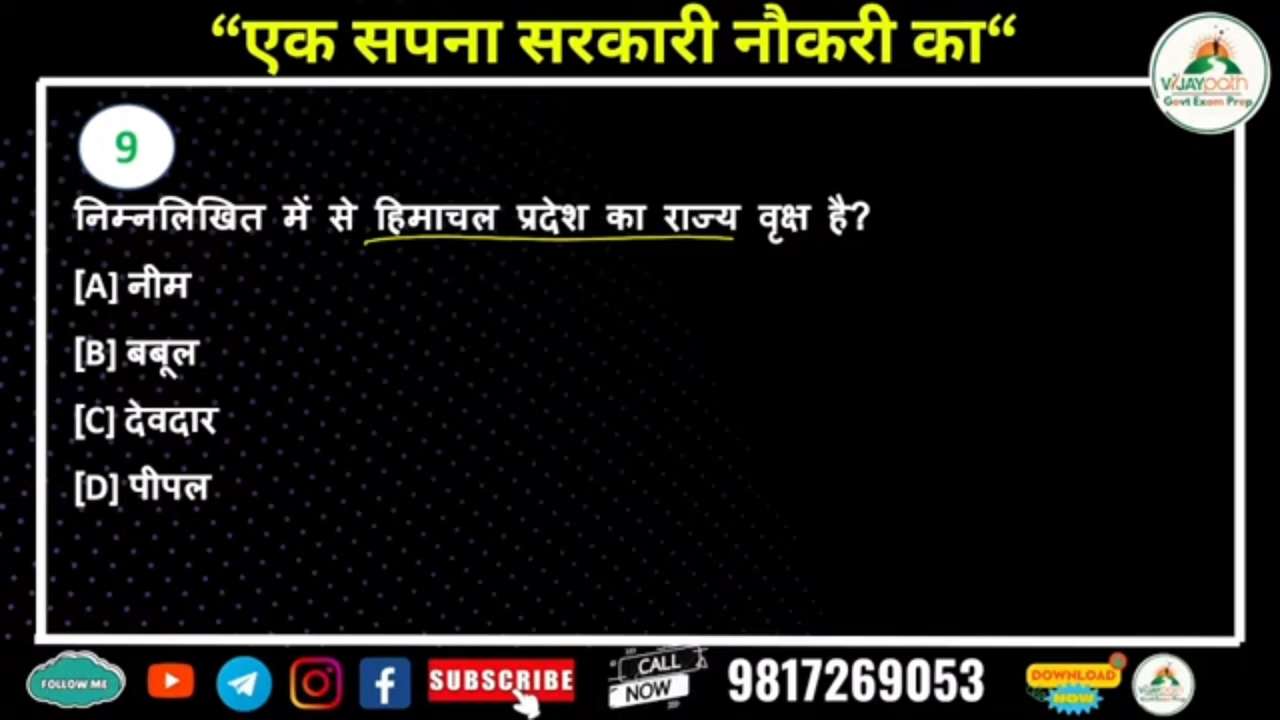 “एक सपना सरकारी नौकरी का“
VIJAYpath
Govt Exam Prep
9
निम्नलिखित में से हिमाचल प्रदेश का राज्य वृक्ष है?
[A] नीम
[B] बबूल
[C] देवदार
[D] पीपल
FOLLOW ME
SUBSCRIBE
CALL
NOW
9817269053
DOWNLOAD
NOW